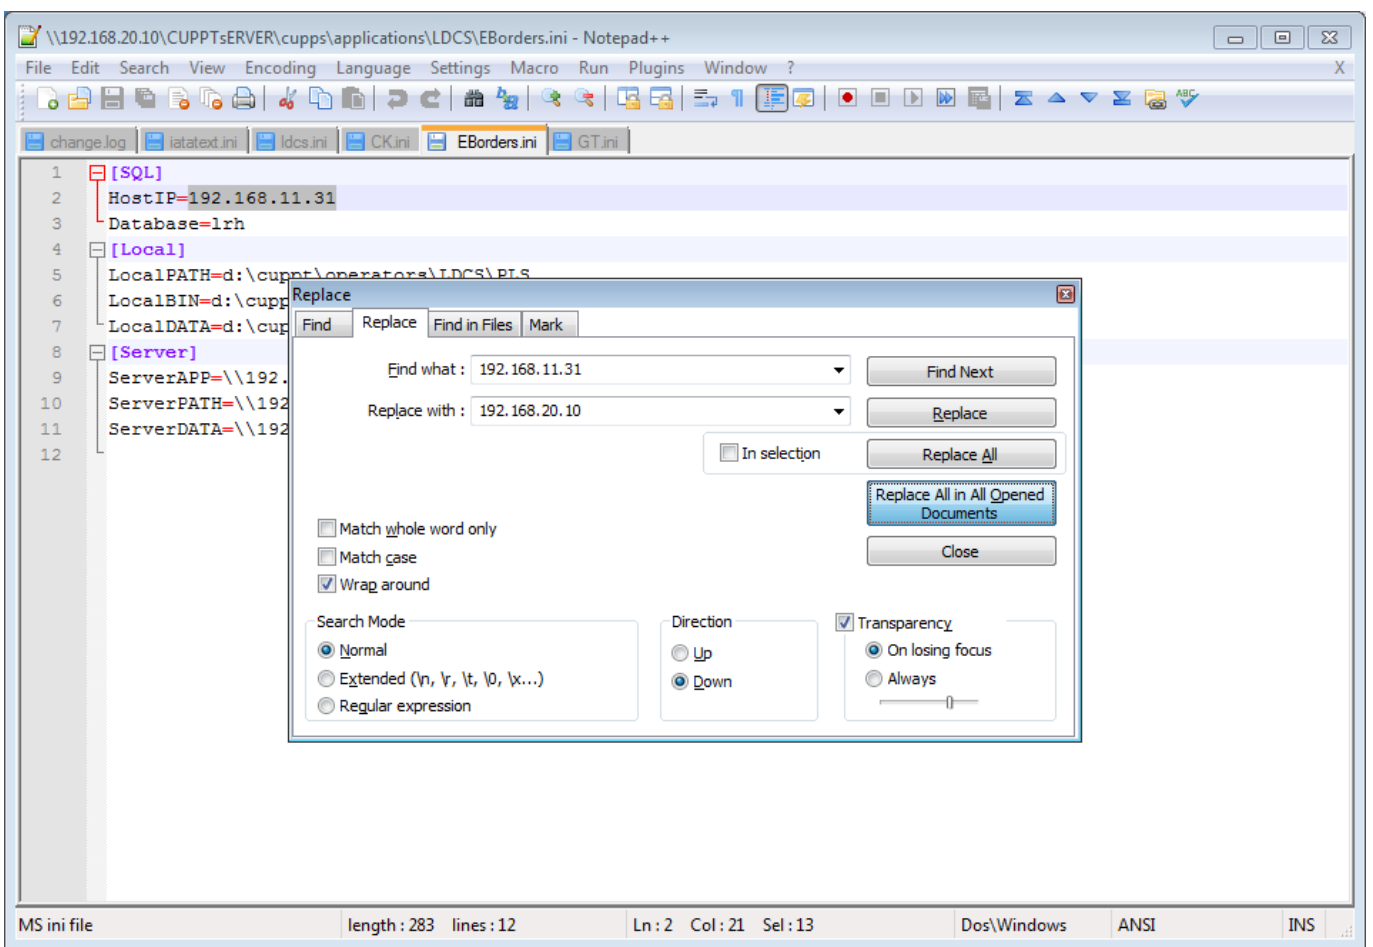 \\192.168.20.10\CUPPTsERVER\cupps\applications\LDCS\EBorders.ini - Notepad++
File Edit Search View Encoding Language Settings Macro Run Plugins Window ? X
ABC
change.log iatatext.ini ldcs.ini CK.ini EBorders.ini GT.ini
1 [SQL]
2 HostIP=192.168.11.31
3 Database=lrh
4 [Local]
5 LocalPATH=d:\cuppt\operators\LDCS\PLS
6 LocalBIN=d:\cupp
7 LocalDATA=d:\cup
8 [Server]
9 ServerAPP=\\192.
10 ServerPATH=\\192
11 ServerDATA=\\192
12
Replace
Find Replace Find in Files Mark
Find what : 192.168.11.31 Find Next
Replace with : 192.168.20.10 Replace
In selection Replace All
Replace All in All Opened
Documents
Match whole word only
Match case Close
Wrap around
Search Mode Direction Transparency
Normal Up On losing focus
Extended (\n, \r, \t, \0, \x...) Down Always
Regular expression
MS ini file length : 283 lines : 12 Ln : 2 Col : 21 Sel : 13 Dos\Windows ANSI INS